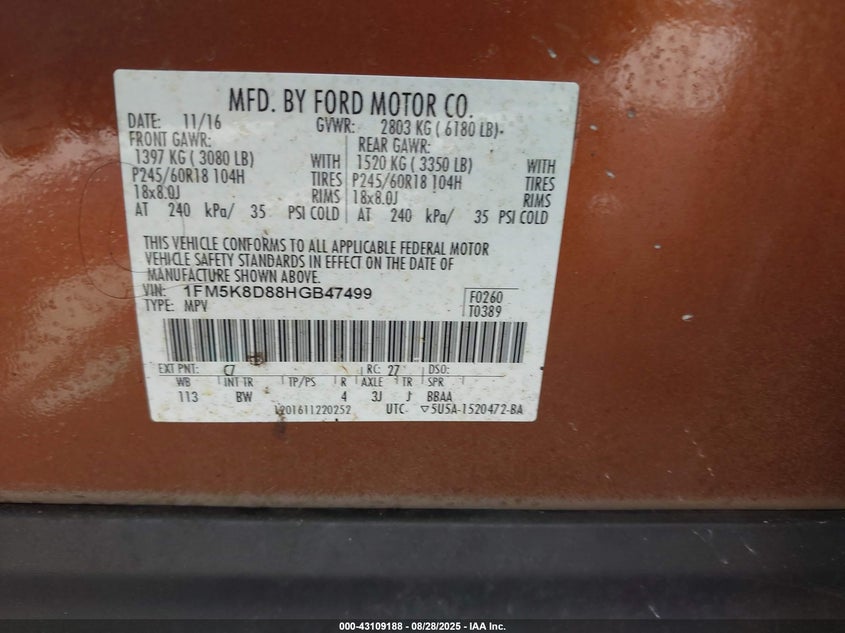 MFD. BY FORD MOTOR CO.
DATE: 11/16 GVWR: 2803 KG ( 6180 LB)-
FRONT GAWR: REAR GAWR:
1397 KG ( 3080 LB) WITH 1520 KG ( 3350 LB) WITH
P245/60R18 104H TIRES P245/60R18 104H TIRES
18x8.0J RIMS 18x8.0J RIMS
AT 240 kPa/ 35 PSI COLD AT 240 kPa/ 35 PSI COLD
THIS VEHICLE CONFORMS TO ALL APPLICABLE FEDERAL MOTOR
VEHICLE SAFETY STANDARDS IN EFFECT ON THE DATE OF
MANUFACTURE SHOWN ABOVE.
VIN: 1FM5K8D88HGB47499 F0260
TYPE: MPV T0389
EXT PNT: C7 RC: 27 DSO:
WB INT TR TP/PS R AXLE TR SPR
113 BW 4 3J J BBAA
1201611220252 UTC ▽5U5A-1520472-BA
000-43109188 - 08/28/2025 - IAA Inc.